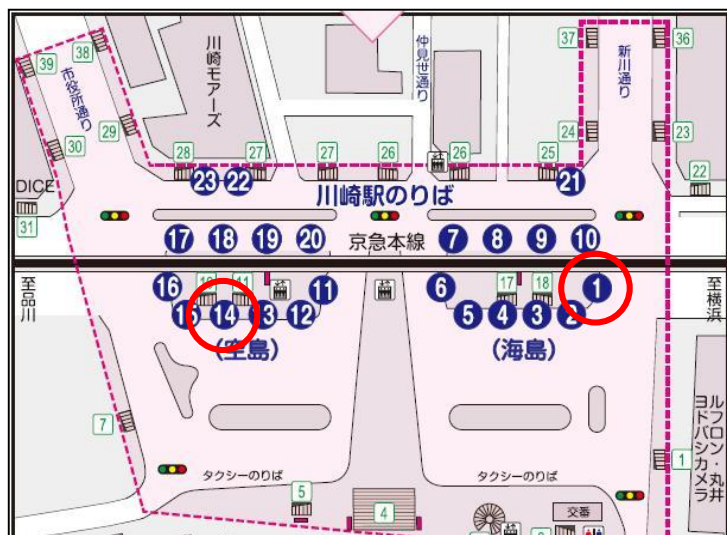 39
38
市役所通り
川崎モアーズ
仲見世通り
37
新川通り
36
30
29
24
23
28
27
27
26
26
25
22
DICE
31
23
22
21
川崎駅のりば
17
18
19
20
京急本線
7
8
9
10
至品川
16
15
14
13
12
11
6
5
4
3
2
1
17
18
至横浜
(空島)
(海島)
7
タクシーのりば
タクシーのりば
5
4
交番
1
ルフロン・丸井
ヨドバシカメラ